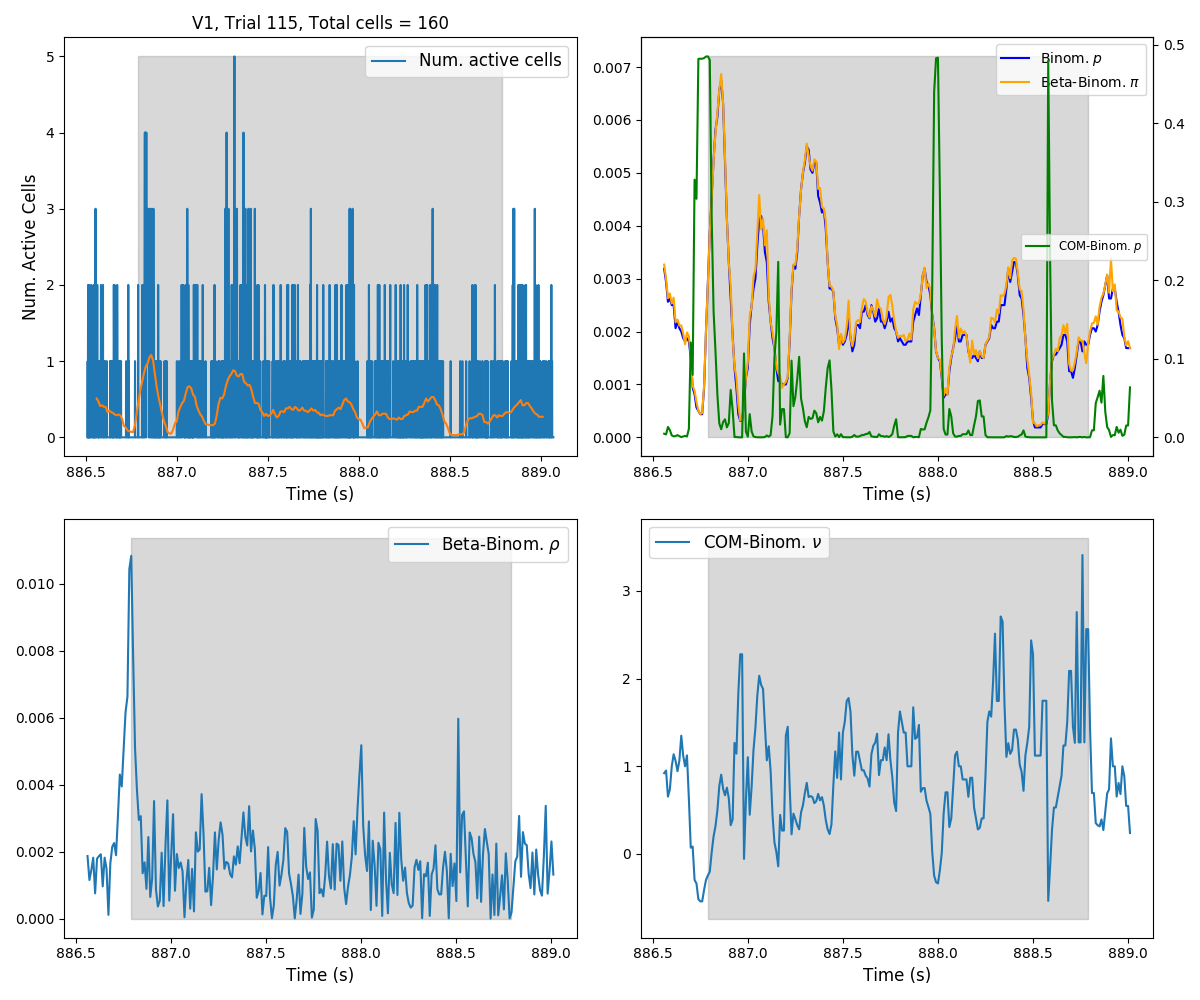 V1, Trial 115, Total cells = 160
Num. active cells
5
4
3
2
1
0
Num. Active Cells
886.5 887.0 887.5 888.0 888.5 889.0
Time (s)
Binom. p
Beta-Binom. π
COM-Binom. p
0.007
0.006
0.005
0.004
0.003
0.002
0.001
0.000
0.5
0.4
0.3
0.2
0.1
0.0
886.5 887.0 887.5 888.0 888.5 889.0
Time (s)
Beta-Binom. ρ
0.010
0.008
0.006
0.004
0.002
0.000
886.5 887.0 887.5 888.0 888.5 889.0
Time (s)
COM-Binom. ν
3
2
1
0
886.5 887.0 887.5 888.0 888.5 889.0
Time (s)